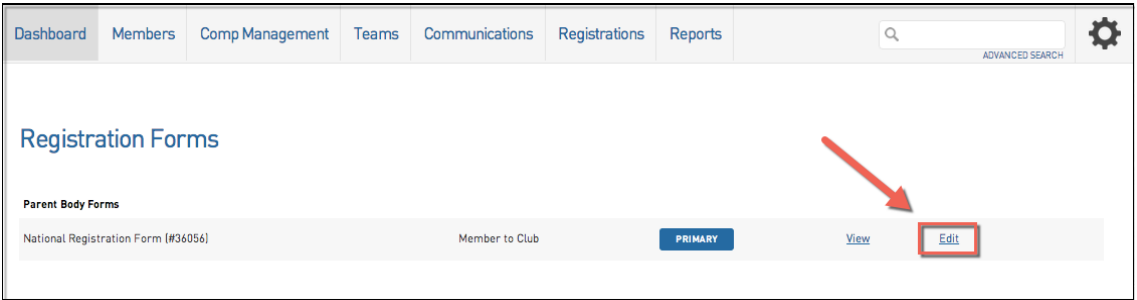 Dashboard Members Comp Management Teams Communications Registrations Reports
ADVANCED SEARCH
Registration Forms
Parent Body Forms
National Registration Form (#36056) Member to Club PRIMARY View Edit